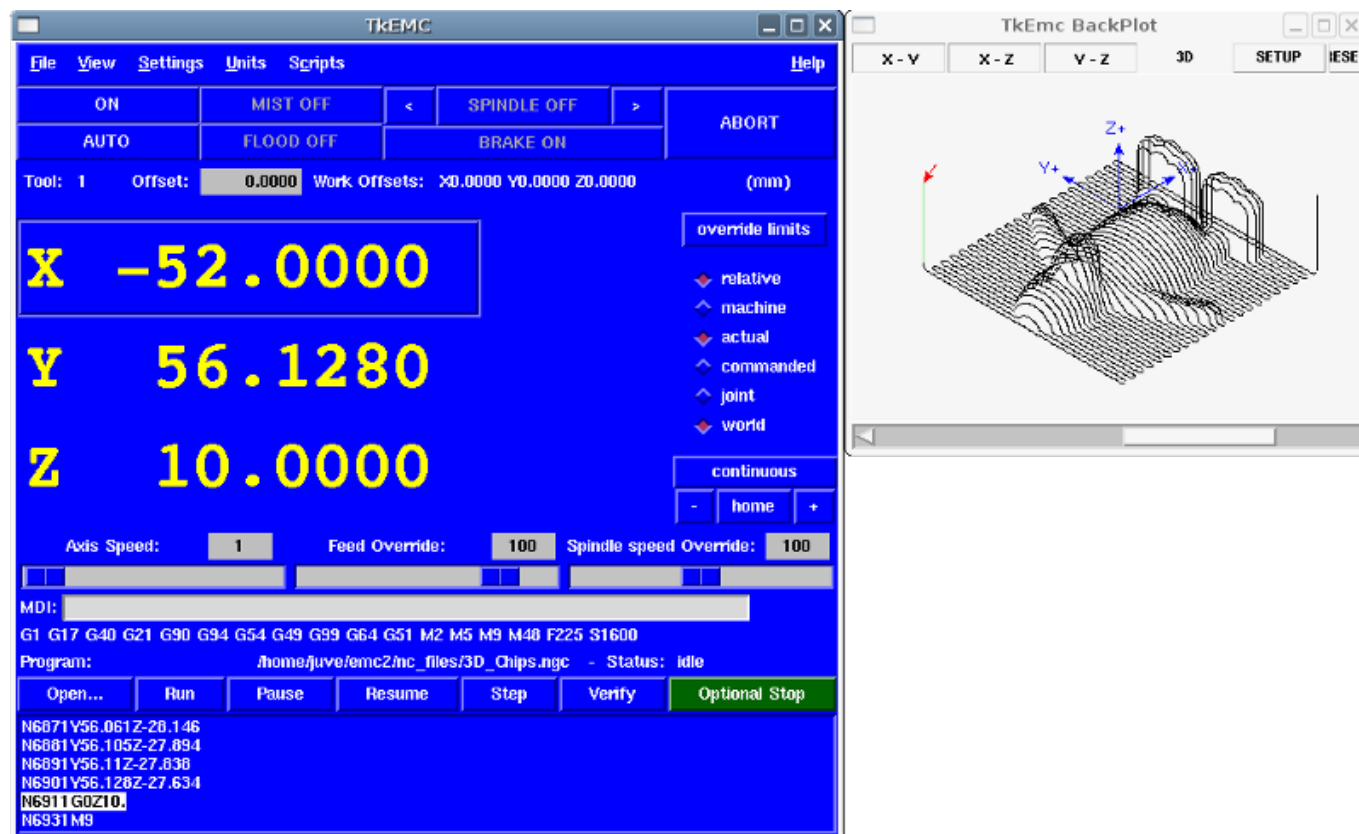 TkEMC
File View Settings Units Scripts Help
ON MIST OFF < SPINDLE OFF > ABORT
AUTO FLOOD OFF BRAKE ON
Tool: 1 Offset: 0.0000 Work Offsets: X0.0000 Y0.0000 Z0.0000 (mm)
override limits
X -52.0000
relative
machine
Y 56.1280
actual
commanded
joint
world
Z 10.0000
continuous
- home +
Axis Speed: 1 Feed Override: 100 Spindle speed Override: 100
MDI:
G1 G17 G40 G21 G90 G94 G54 G49 G99 G64 G51 M2 M5 M9 M48 F225 S1600
Program: /home/juve/emc2/nc_files/3D_Chips.ngc - Status: idle
Open... Run Pause Resume Step Verify Optional Stop
N6871Y56.061Z-28.146
N6881Y56.105Z-27.894
N6891Y56.11Z-27.838
N6901Y56.128Z-27.634
N6911G0Z10.
N6931M9
TkEmc BackPlot
X - Y X - Z Y - Z 3D SETUP RESE
Z+
Y+ X+